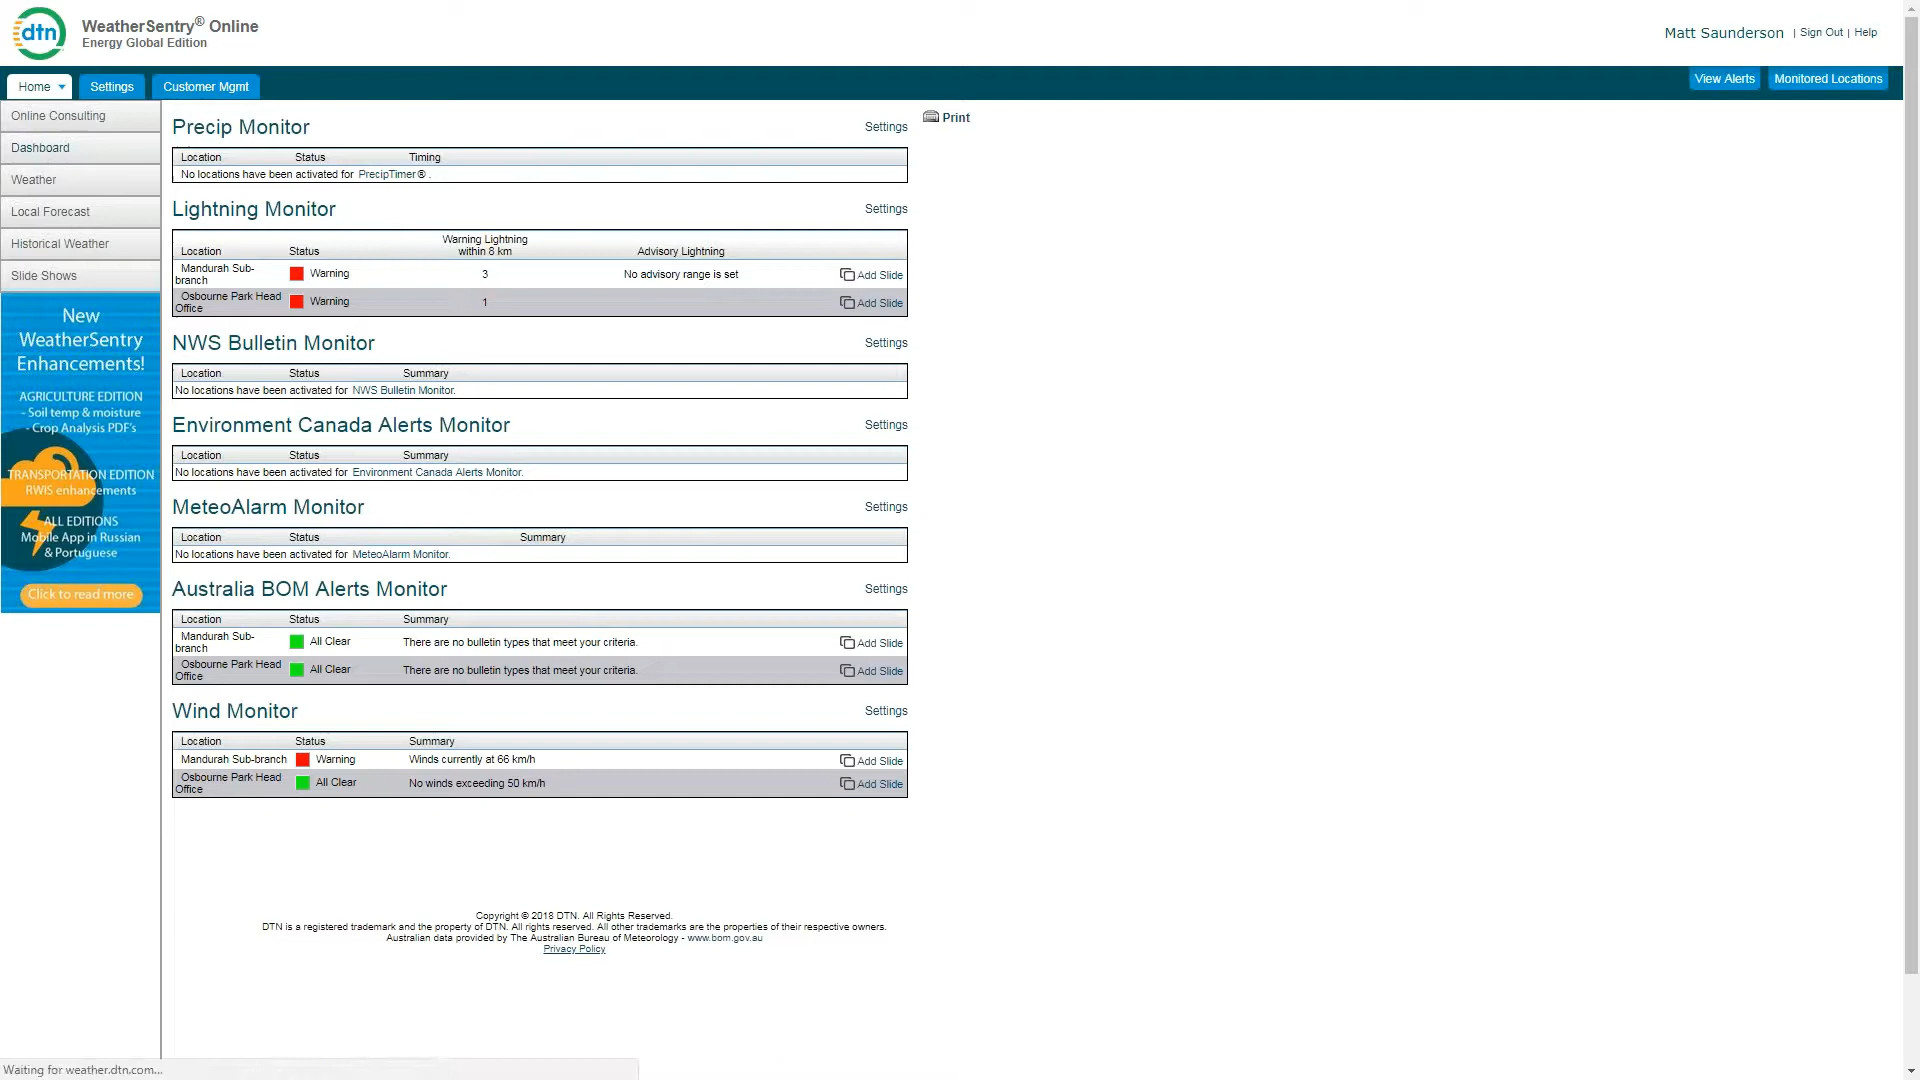 dtn
WeatherSentry® Online
Energy Global Edition
Matt Saunderson | Sign Out | Help
Home Settings Customer Mgmt
View Alerts Monitored Locations
Online Consulting
Dashboard
Weather
Local Forecast
Historical Weather
Slide Shows
New
WeatherSentry
Enhancements!
AGRICULTURE EDITION
- Soil temp & moisture
- Crop Analysis PDF's
TRANSPORTATION EDITION
RWIS enhancements
ALL EDITIONS
Mobile App in Russian
& Portuguese
Click to read more
Precip Monitor Settings
Location Status Timing
No locations have been activated for PrecipTimer® .
Lightning Monitor Settings
Location Status Warning Lightning within 8 km Advisory Lightning
Mandurah Sub-branch Warning 3 No advisory range is set Add Slide
Osbourne Park Head Office Warning 1 Add Slide
NWS Bulletin Monitor Settings
Location Status Summary
No locations have been activated for NWS Bulletin Monitor.
Environment Canada Alerts Monitor Settings
Location Status Summary
No locations have been activated for Environment Canada Alerts Monitor.
MeteoAlarm Monitor Settings
Location Status Summary
No locations have been activated for MeteoAlarm Monitor.
Australia BOM Alerts Monitor Settings
Location Status Summary
Mandurah Sub-branch All Clear There are no bulletin types that meet your criteria. Add Slide
Osbourne Park Head Office All Clear There are no bulletin types that meet your criteria. Add Slide
Wind Monitor Settings
Location Status Summary
Mandurah Sub-branch Warning Winds currently at 66 km/h Add Slide
Osbourne Park Head Office All Clear No winds exceeding 50 km/h Add Slide
Print
Copyright © 2018 DTN. All Rights Reserved.
DTN is a registered trademark and the property of DTN. All rights reserved. All other trademarks are the properties of their respective owners.
Australian data provided by The Australian Bureau of Meteorology - www.bom.gov.au
Privacy Policy
Waiting for weather.dtn.com...